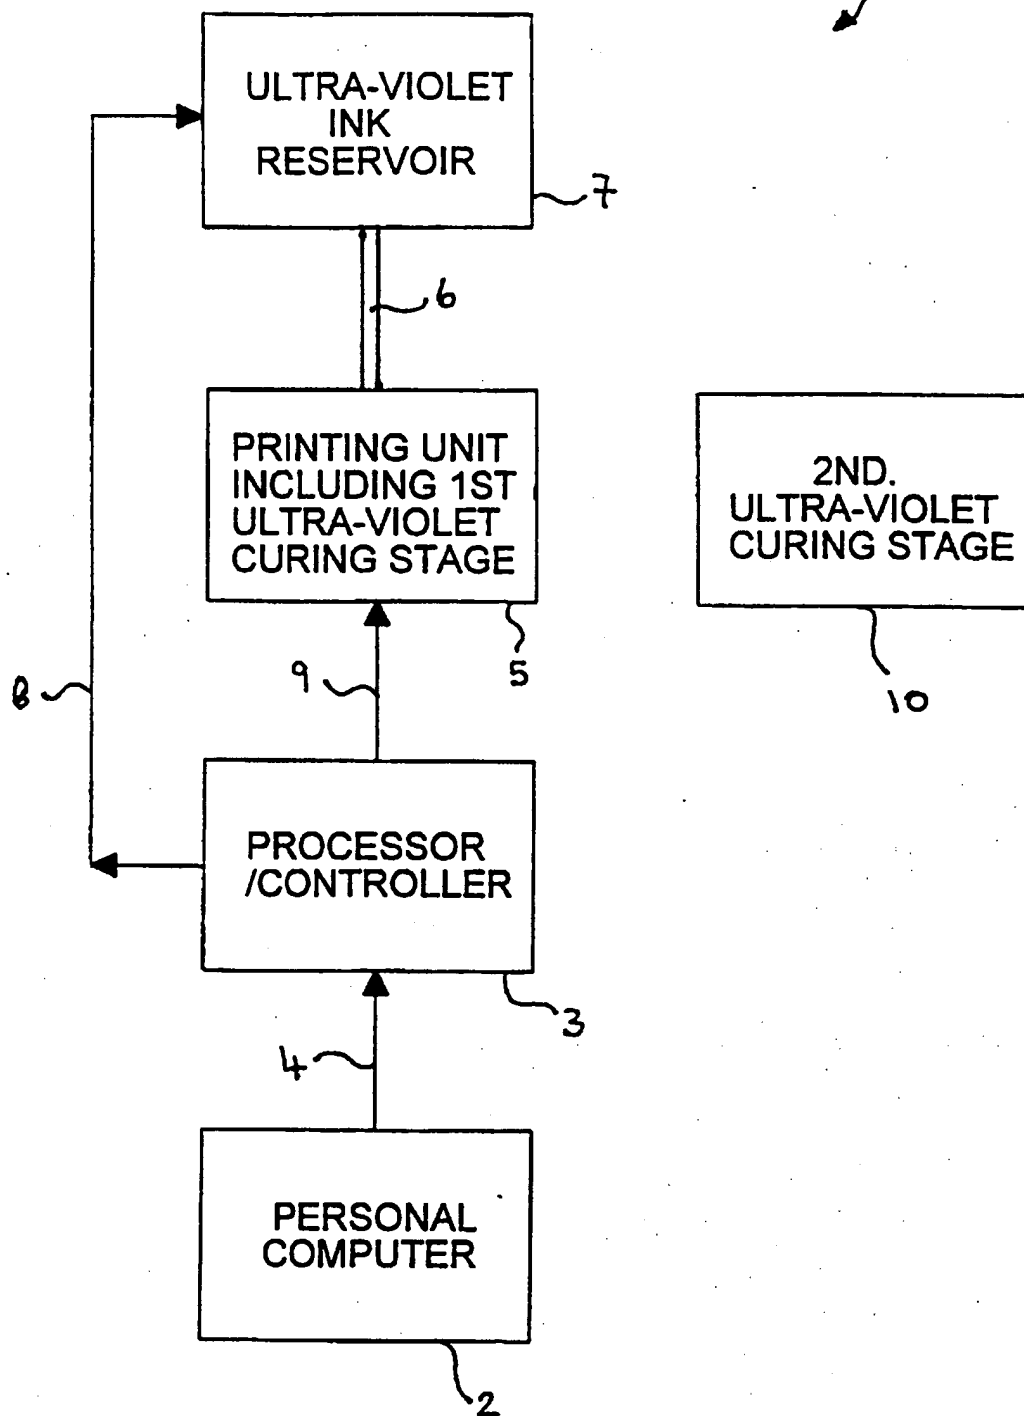 ULTRA-VIOLET
INK
RESERVOIR
7
6
PRINTING UNIT
INCLUDING 1ST
ULTRA-VIOLET
CURING STAGE
2ND.
ULTRA-VIOLET
CURING STAGE
5
10
9
8
PROCESSOR
/CONTROLLER
3
4
PERSONAL
COMPUTER
2